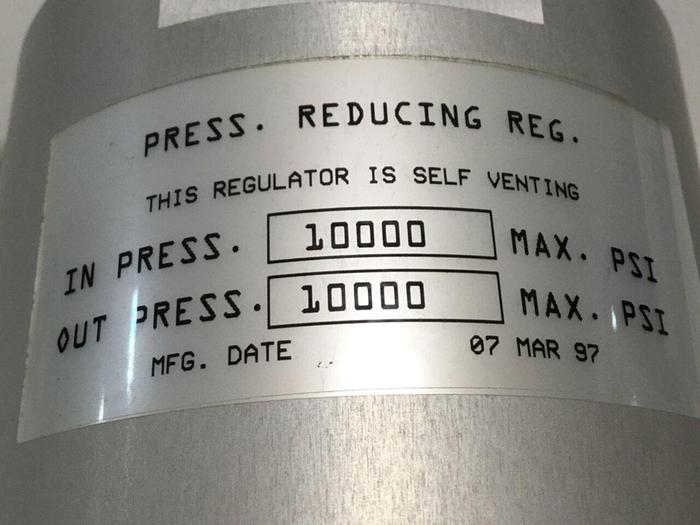 PRESS. REDUCING REG.
THIS REGULATOR IS SELF VENTING
IN PRESS. 10000 MAX. PSI
OUT PRESS. 10000 MAX. PSI
MFG. DATE 07 MAR 97